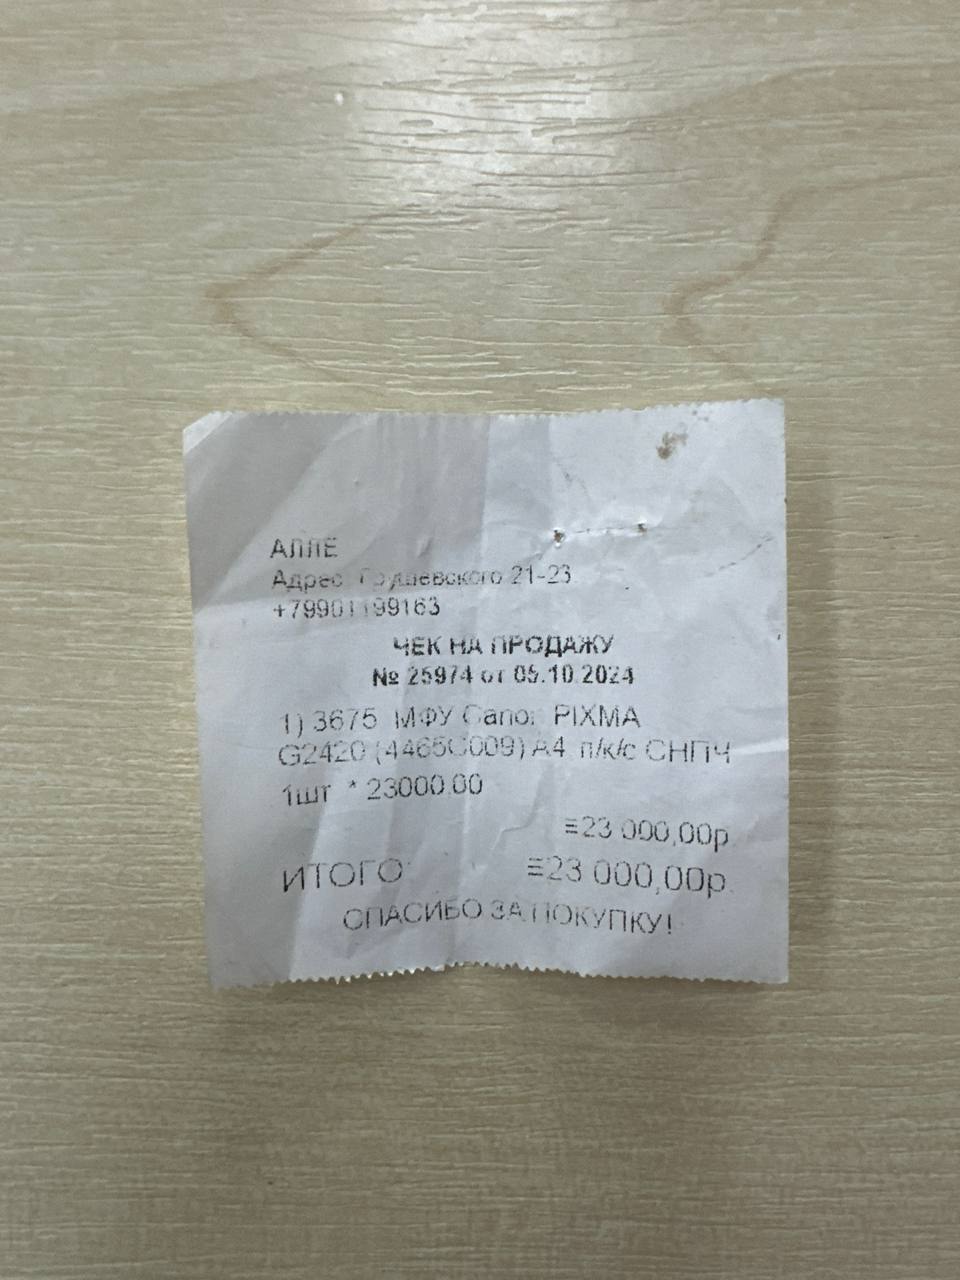 АЛЛЕ
Адрес: Грушевского 21-23
+79901199163
ЧЕК НА ПРОДАЖУ
№ 25974 от 05.10.2024
1) 3675 МФУ Canon PIXMA
G2420 (4465C009) A4 п/к/с СНПЧ
1шт * 23000.00
=23 000,00р.
ИТОГО: =23 000,00р.
СПАСИБО ЗА ПОКУПКУ!